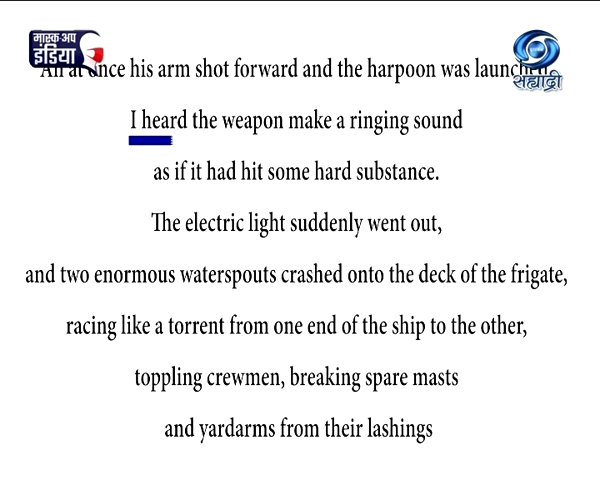 मास्क अप
इंडिया
सह्याद्री
All at once his arm shot forward and the harpoon was launched.
I heard the weapon make a ringing sound
as if it had hit some hard substance.
The electric light suddenly went out,
and two enormous waterspouts crashed onto the deck of the frigate,
racing like a torrent from one end of the ship to the other,
toppling crewmen, breaking spare masts
and yardarms from their lashings